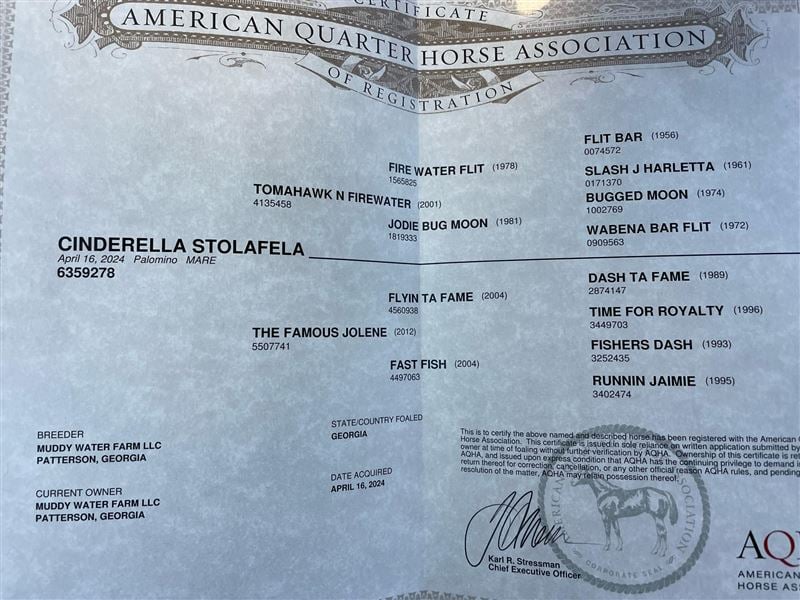 CERTIFICATE
AMERICAN QUARTER HORSE ASSOCIATION
OF REGISTRATION
FLIT BAR (1956)
0074572
FIRE WATER FLIT (1978)
1565825
SLASH J HARLETTA (1961)
0171370
TOMAHAWK N FIREWATER (2001)
4135458
BUGGED MOON (1974)
1002769
JODIE BUG MOON (1981)
1819333
WABENA BAR FLIT (1972)
0909563
CINDERELLA STOLAFELA
April 16, 2024 Palomino MARE
6359278
DASH TA FAME (1989)
2874147
FLYIN TA FAME (2004)
4560938
TIME FOR ROYALTY (1996)
3449703
THE FAMOUS JOLENE (2012)
5507741
FISHERS DASH (1993)
3252435
FAST FISH (2004)
4497063
RUNNIN JAIMIE (1995)
3402474
BREEDER
MUDDY WATER FARM LLC
PATTERSON, GEORGIA
STATE/COUNTRY FOALED
GEORGIA
CURRENT OWNER
MUDDY WATER FARM LLC
PATTERSON, GEORGIA
DATE ACQUIRED
APRIL 16, 2024
This is to certify the above named and described horse has been registered with the American
Horse Association. This certificate is issued in sole reliance on written application submitted by
owner at time of foaling without further verification by AQHA. Ownership of this certificate is
AQHA, and issued upon express condition that AQHA has the continuing privilege to demand
return thereof for correction, cancellation, or any other official reason AQHA rules, and pending
resolution of the matter, AQHA may retain possession thereof.
Karl R. Stressman
Chief Executive Officer
AMERICAN ASSOCIATION
CORPORATE SEAL
AQ
AMERICAN
HORSE AS